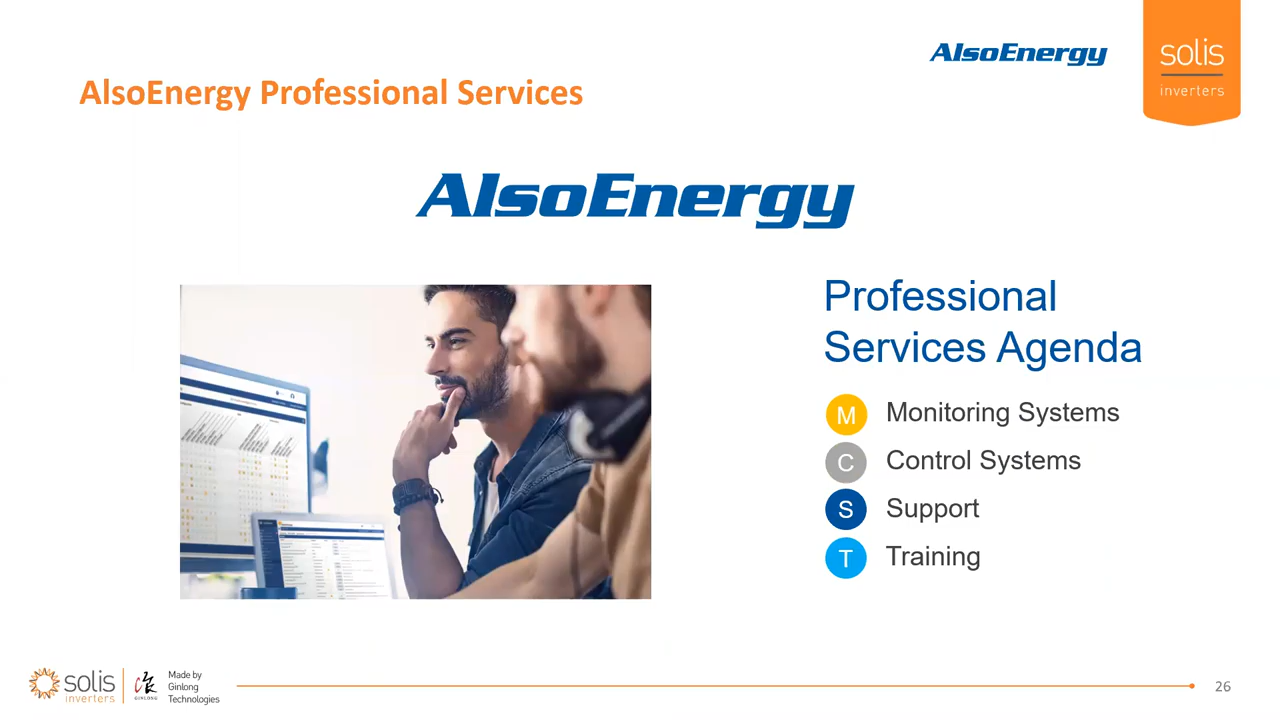 AlsoEnergy
solis
inverters
AlsoEnergy Professional Services
AlsoEnergy
Professional
Services Agenda
M Monitoring Systems
C Control Systems
S Support
T Training
solis
inverters
GINLONG
Made by
Ginlong
Technologies
26